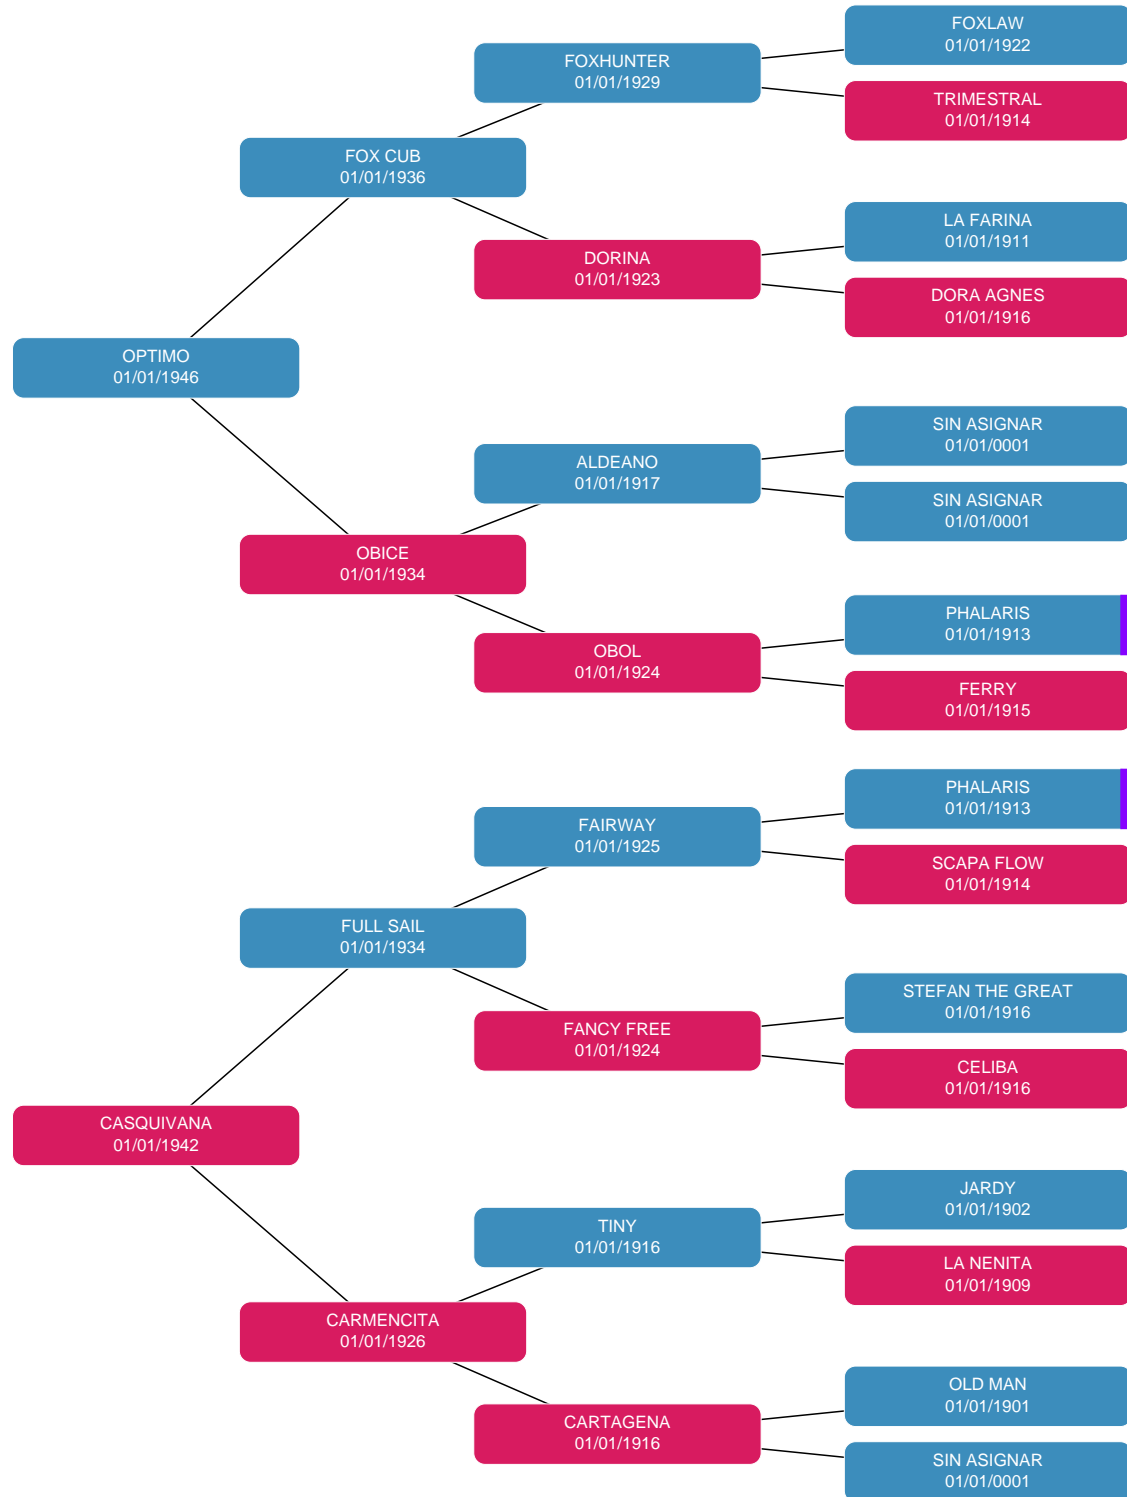 FOXLAW
01/01/1922
FOXHUNTER
01/01/1929
TRIMESTRAL
01/01/1914
FOX CUB
01/01/1936
LA FARINA
01/01/1911
DORINA
01/01/1923
DORA AGNES
01/01/1916
OPTIMO
01/01/1946
SIN ASIGNAR
01/01/0001
ALDEANO
01/01/1917
SIN ASIGNAR
01/01/0001
OBICE
01/01/1934
PHALARIS
01/01/1913
OBOL
01/01/1924
FERRY
01/01/1915
PHALARIS
01/01/1913
FAIRWAY
01/01/1925
SCAPA FLOW
01/01/1914
FULL SAIL
01/01/1934
STEFAN THE GREAT
01/01/1916
FANCY FREE
01/01/1924
CELIBA
01/01/1916
CASQUIVANA
01/01/1942
JARDY
01/01/1902
TINY
01/01/1916
LA NENITA
01/01/1909
CARMENCITA
01/01/1926
OLD MAN
01/01/1901
CARTAGENA
01/01/1916
SIN ASIGNAR
01/01/0001